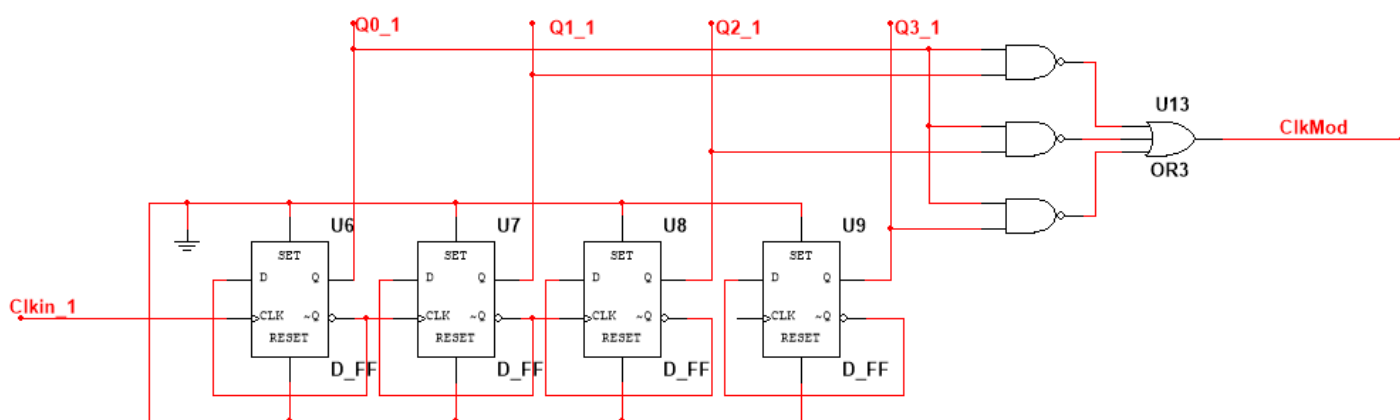 Q0_1
Q1_1
Q2_1
Q3_1
U13
ClkMod
OR3
U6
U7
U8
U9
SET
SET
SET
SET
D Q
D Q
D Q
D Q
Clkin_1
CLK ~Q
CLK ~Q
CLK ~Q
CLK ~Q
RESET
RESET
RESET
RESET
D_FF
D_FF
D_FF
D_FF